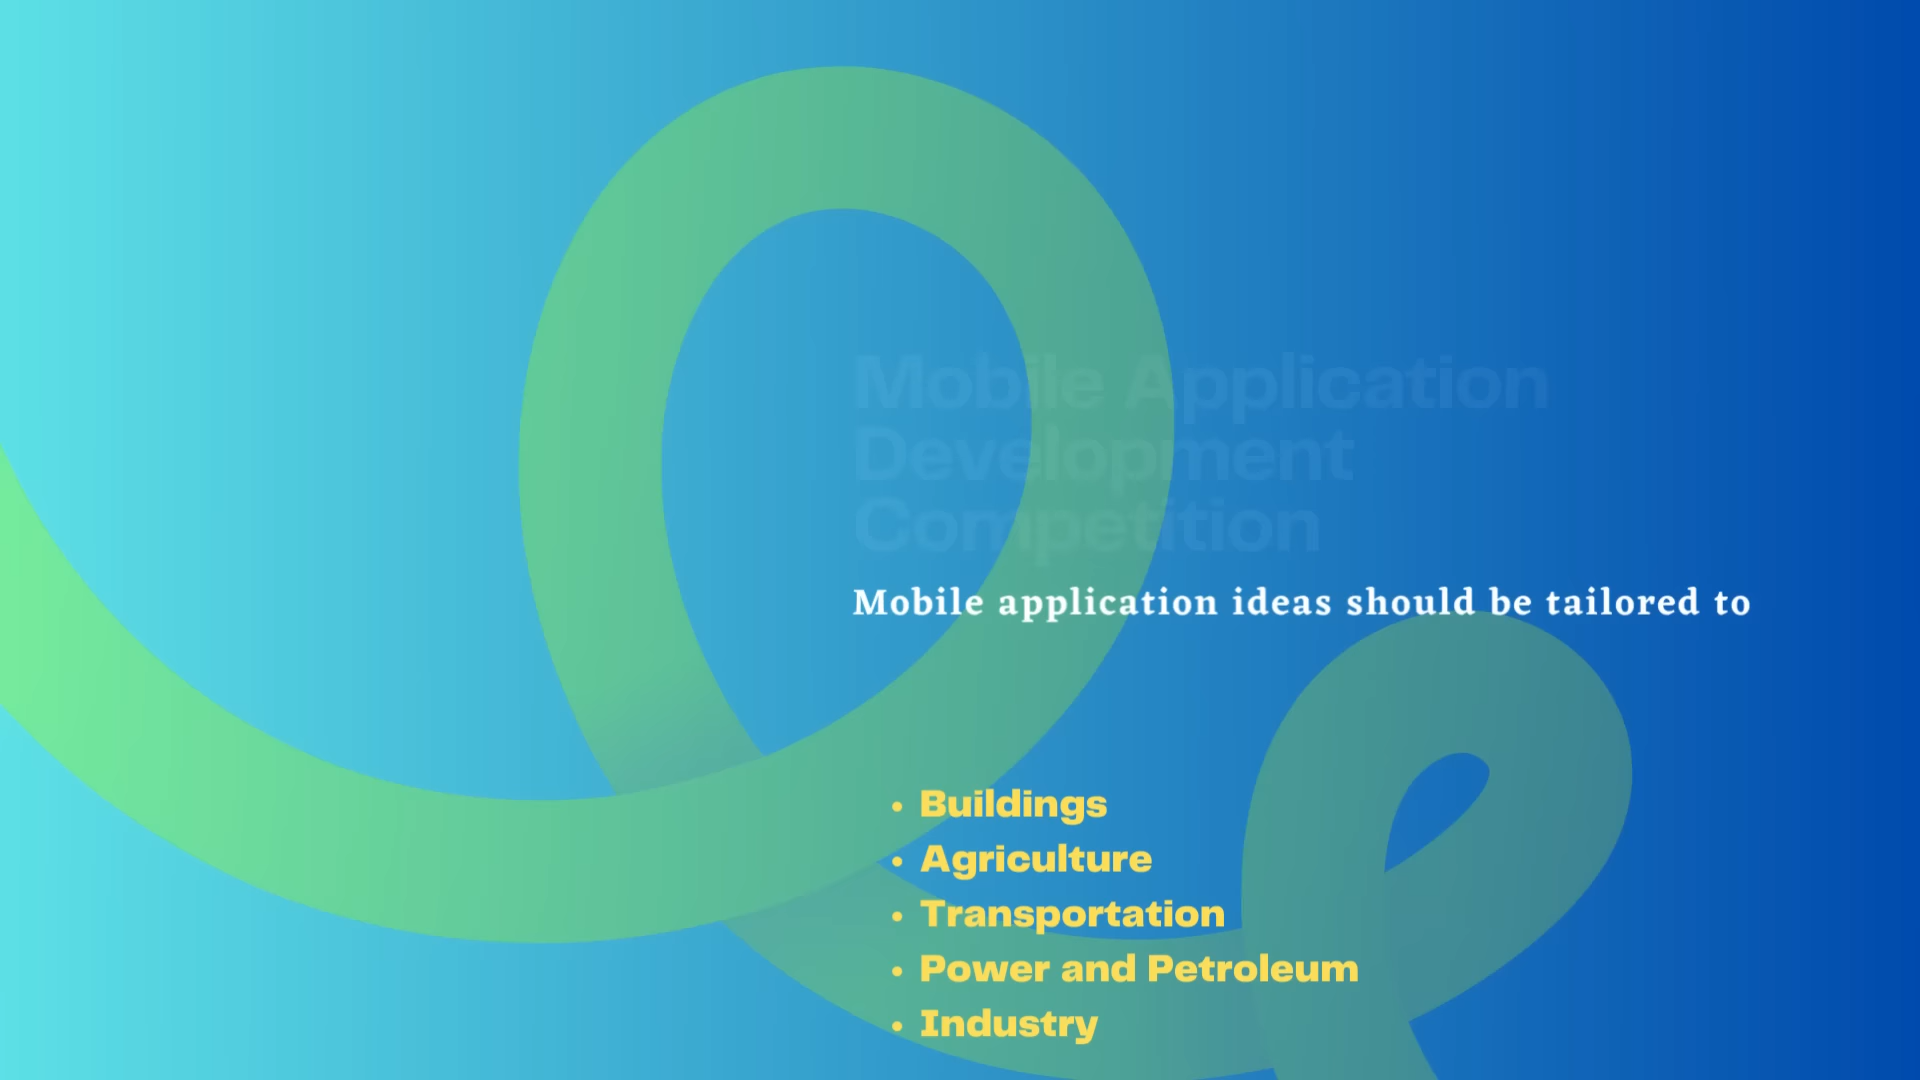 Mobile Application
Development
Competition
Mobile application ideas should be tailored to
• Buildings
• Agriculture
• Transportation
• Power and Petroleum
• Industry